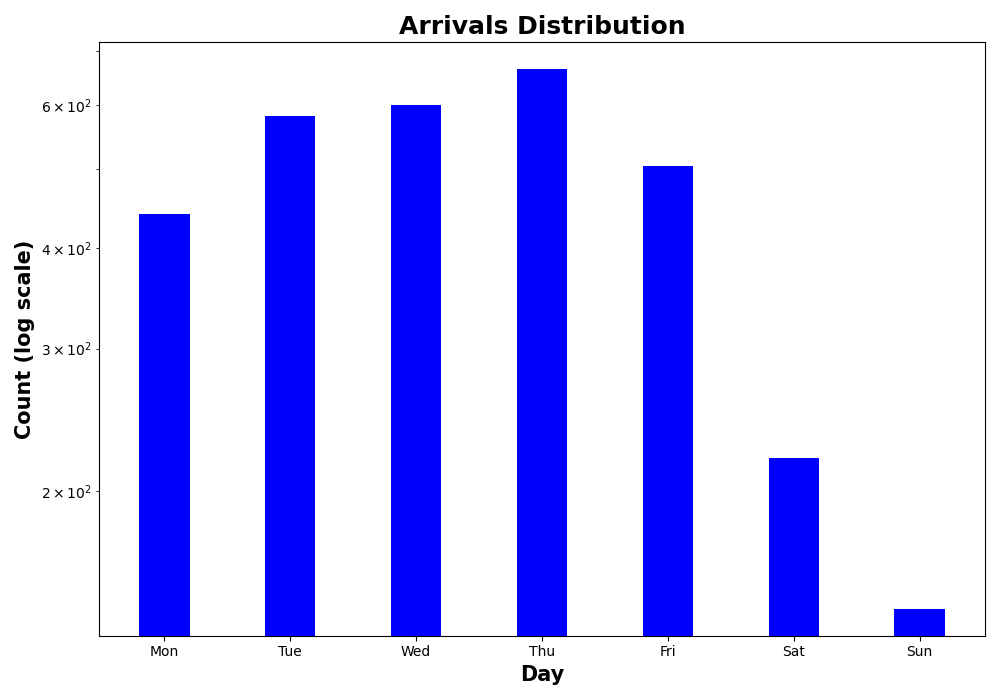 Arrivals Distribution
6 × 10²
4 × 10²
3 × 10²
2 × 10²
Count (log scale)
Mon Tue Wed Thu Fri Sat Sun
Day